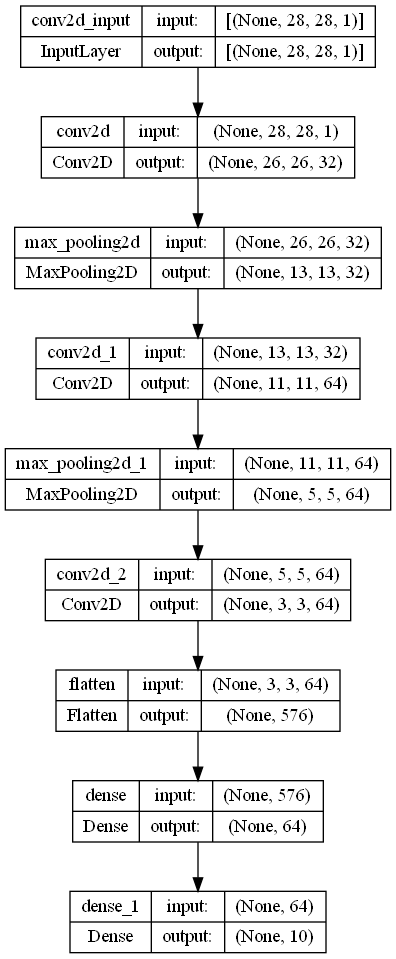 conv2d_input input: [(None, 28, 28, 1)]
InputLayer output: [(None, 28, 28, 1)]
conv2d input: (None, 28, 28, 1)
Conv2D output: (None, 26, 26, 32)
max_pooling2d input: (None, 26, 26, 32)
MaxPooling2D output: (None, 13, 13, 32)
conv2d_1 input: (None, 13, 13, 32)
Conv2D output: (None, 11, 11, 64)
max_pooling2d_1 input: (None, 11, 11, 64)
MaxPooling2D output: (None, 5, 5, 64)
conv2d_2 input: (None, 5, 5, 64)
Conv2D output: (None, 3, 3, 64)
flatten input: (None, 3, 3, 64)
Flatten output: (None, 576)
dense input: (None, 576)
Dense output: (None, 64)
dense_1 input: (None, 64)
Dense output: (None, 10)